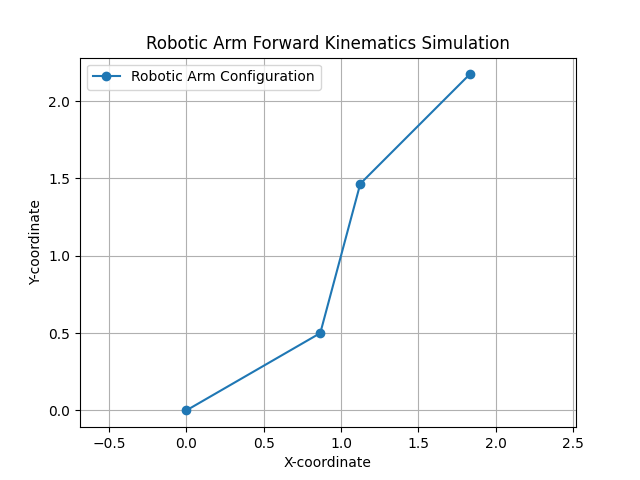 Robotic Arm Forward Kinematics Simulation
Robotic Arm Configuration
2.0
1.5
1.0
0.5
0.0
Y-coordinate
−0.5 0.0 0.5 1.0 1.5 2.0 2.5
X-coordinate